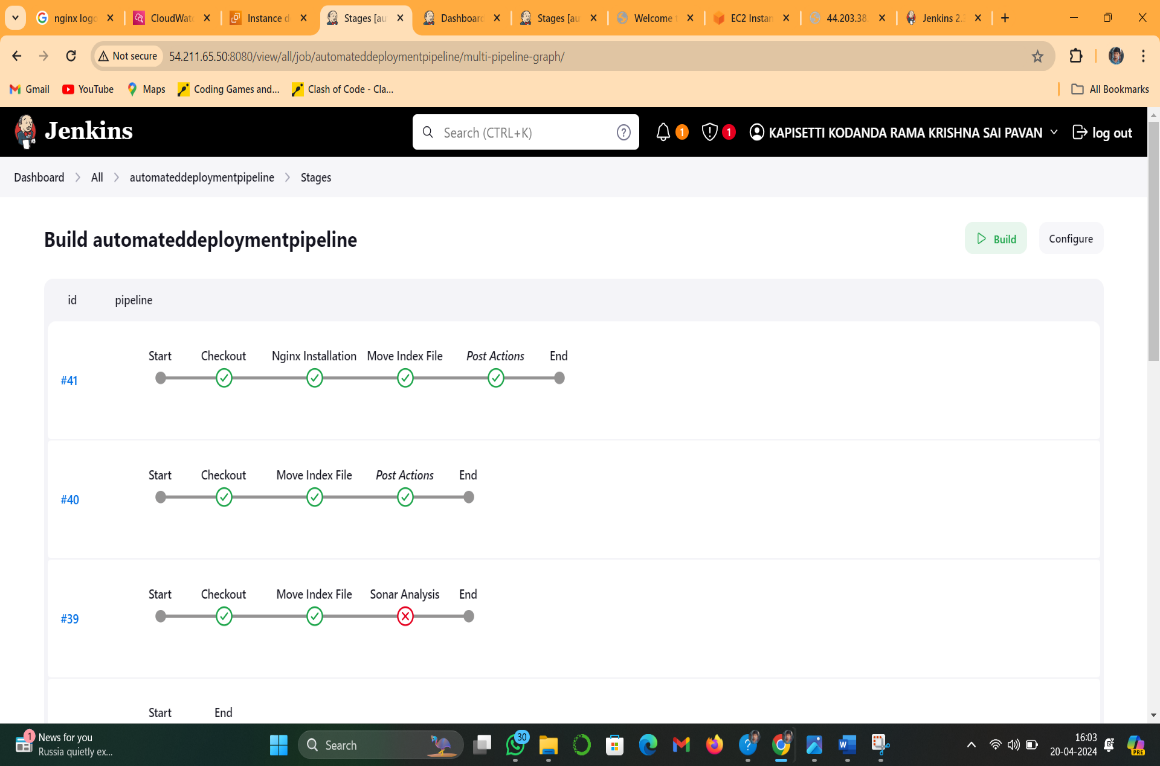 nginx logo
CloudWat
Instance d
Stages [au
Dashboard
Stages [au
Welcome
EC2 Instan
44.203.38
Jenkins 2.
Not secure
54.211.65.50:8080/view/all/job/automateddeploymentpipeline/multi-pipeline-graph/
Gmail
YouTube
Maps
Coding Games and...
Clash of Code - Cla...
All Bookmarks
Jenkins
Search (CTRL+K)
?
1
1
KAPISETTI KODANDA RAMA KRISHNA SAI PAVAN
log out
Dashboard > All > automateddeploymentpipeline > Stages
Build automateddeploymentpipeline
Build
Configure
id pipeline
Start Checkout Nginx Installation Move Index File Post Actions End
#41
Start Checkout Move Index File Post Actions End
#40
Start Checkout Move Index File Sonar Analysis End
#39
Start End
1
News for you
Russia quietly ex...
Search
30
PRE
16:03
20-04-2024